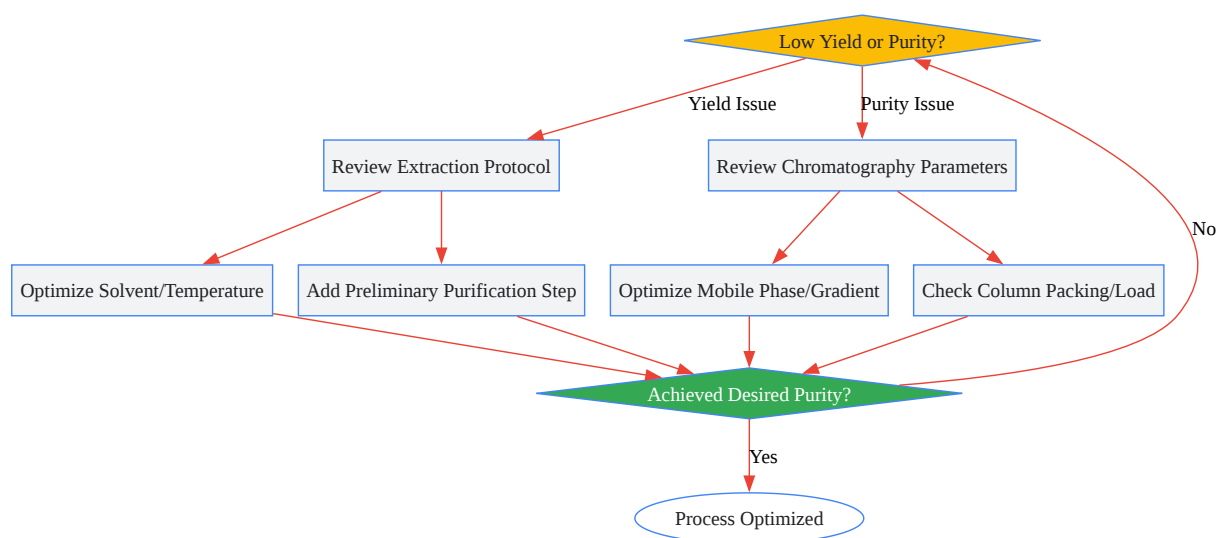 Low Yield or Purity?
Yield Issue
Purity Issue
Review Extraction Protocol
Review Chromatography Parameters
No
Optimize Solvent/Temperature
Add Preliminary Purification Step
Optimize Mobile Phase/Gradient
Check Column Packing/Load
Achieved Desired Purity?
Yes
Process Optimized